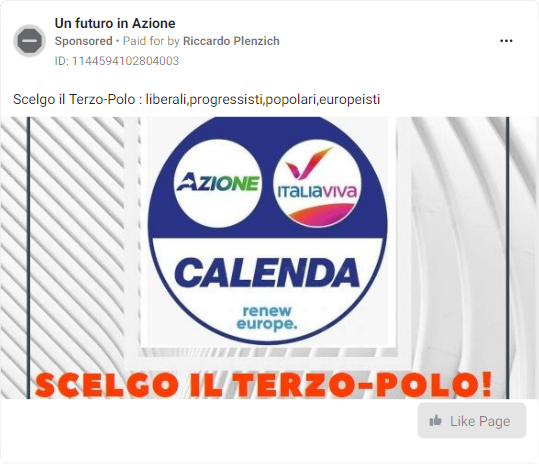 Un futuro in Azione
Sponsored • Paid for by Riccardo Plenzich
ID: 1144594102804003
Scelgo il Terzo-Polo : liberali,progressisti,popolari,europeisti
AZIONE
ITALIAVIVA
CALENDA
renew
europe.
SCELGO IL TERZO-POLO!
Like Page